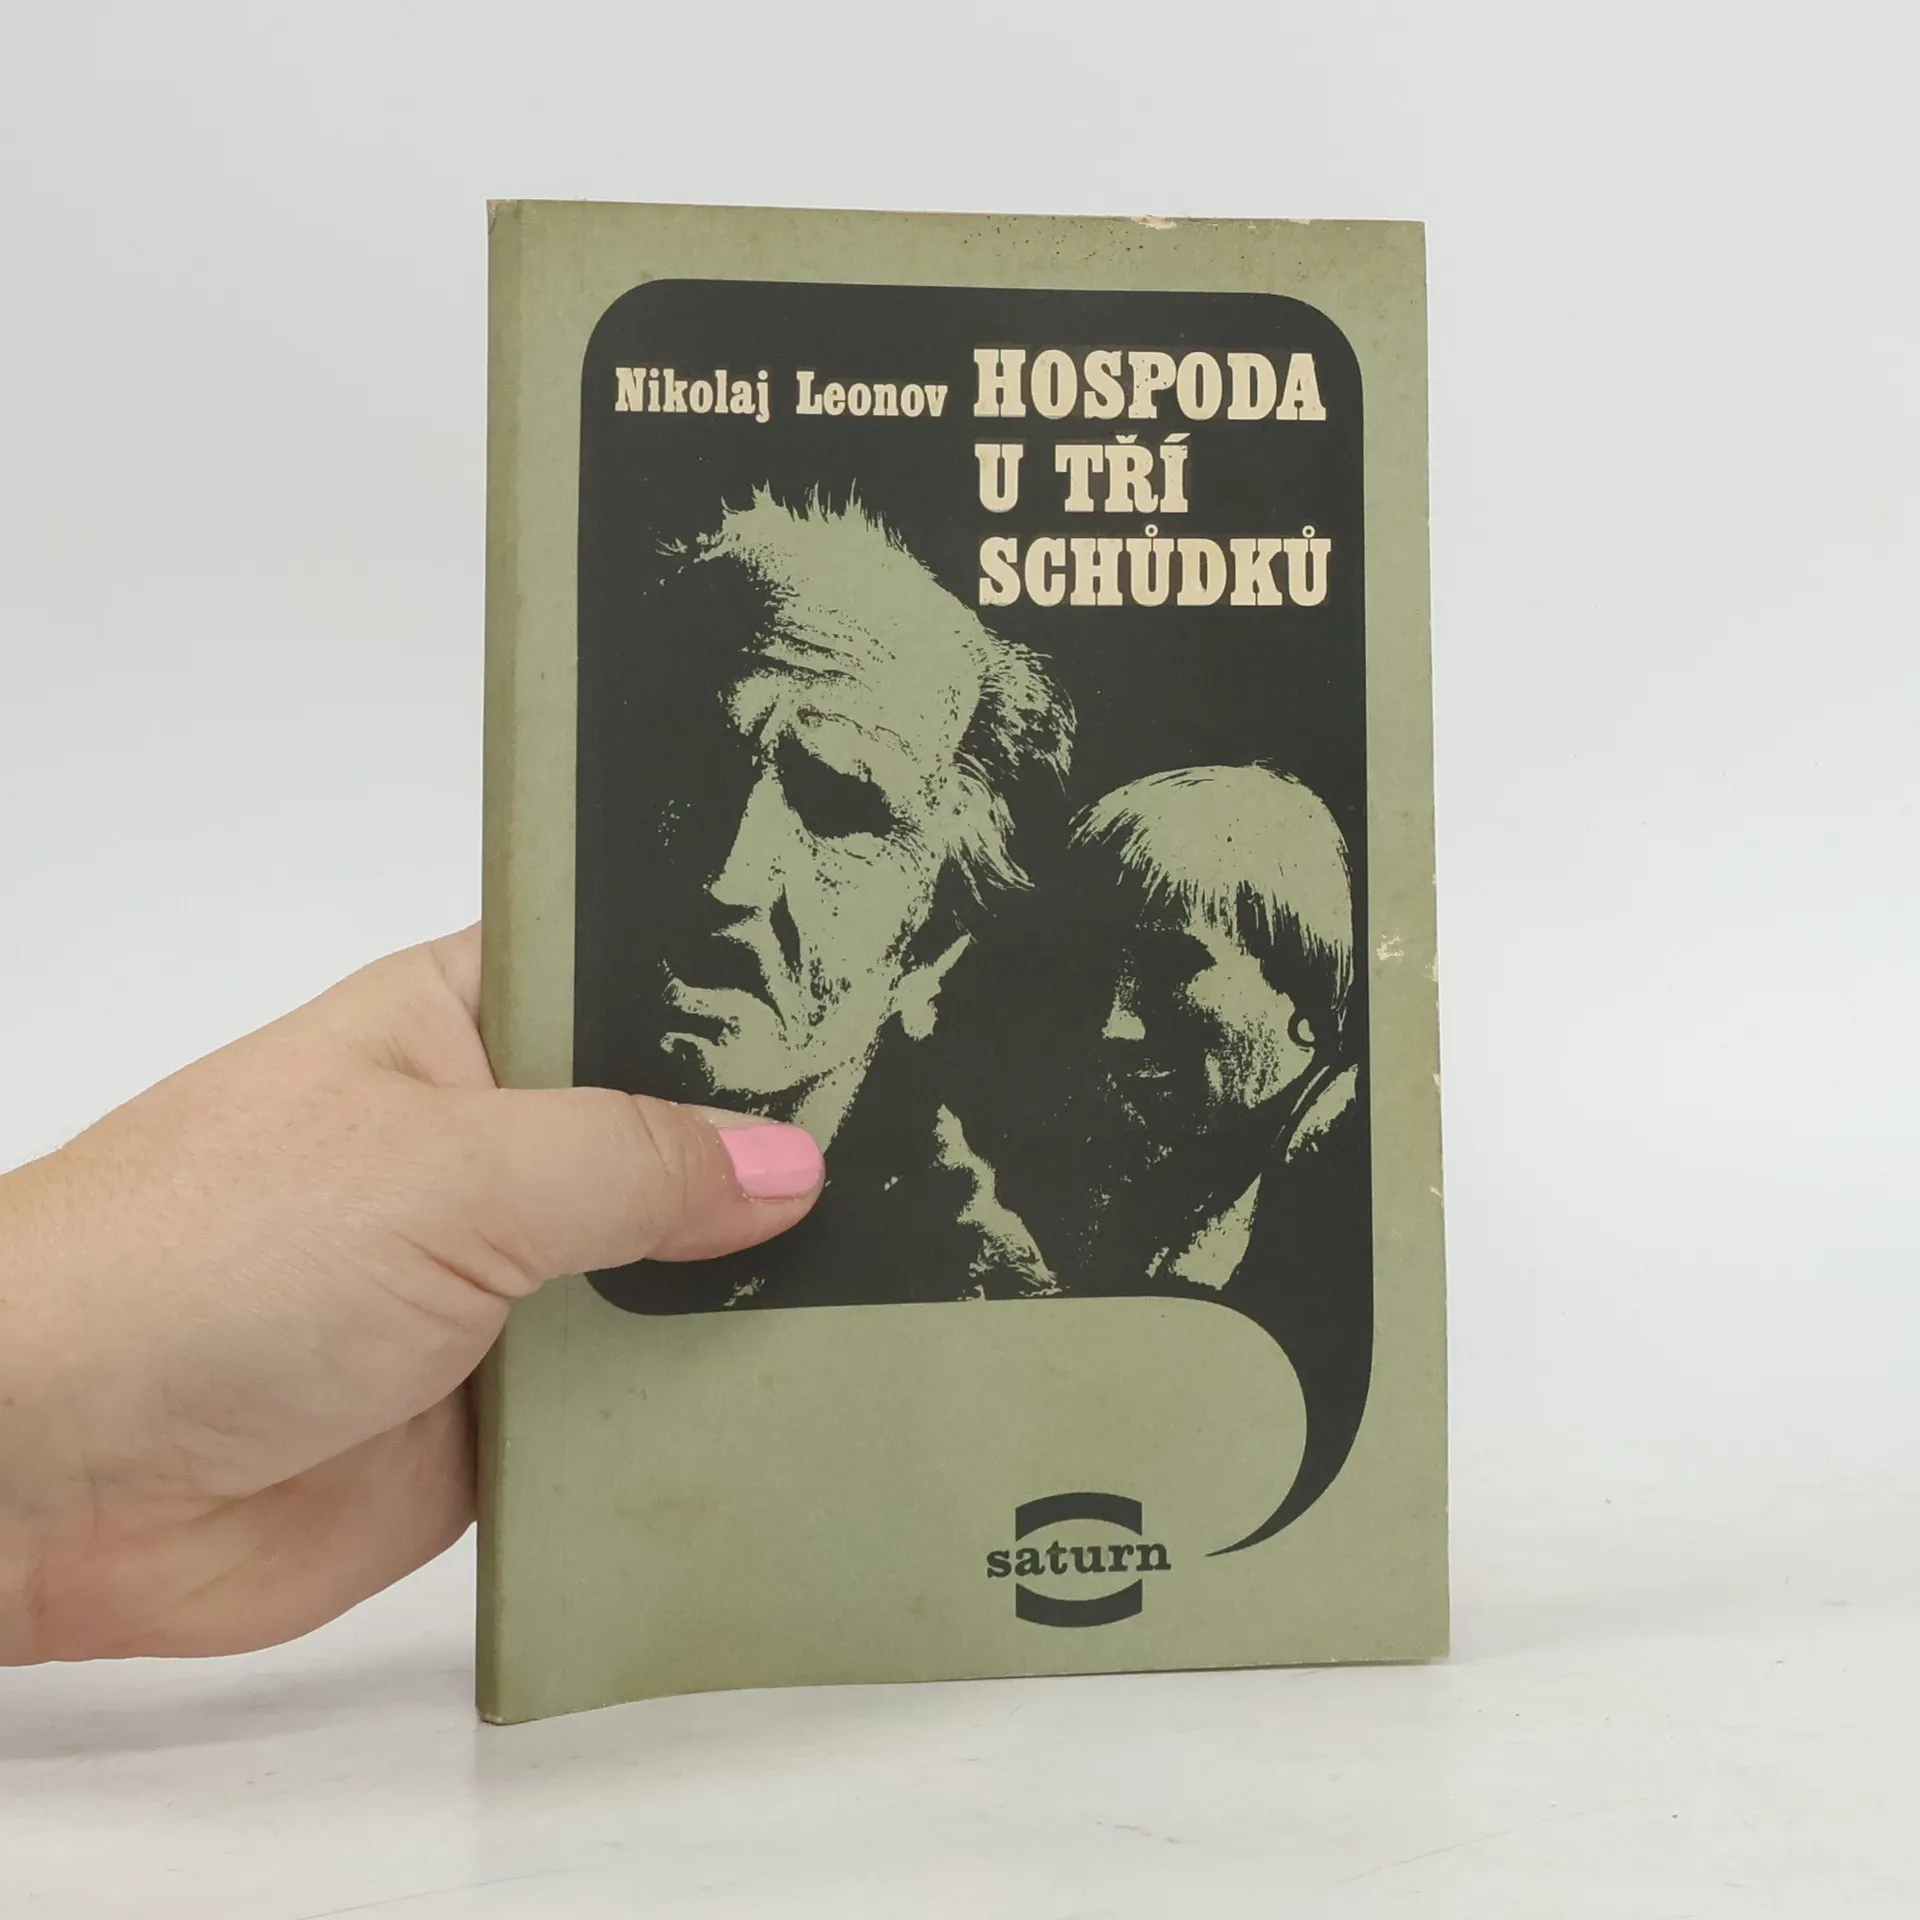 Nikolaj Leonov HOSPODA
U TŘÍ
SCHŮDKŮ
saturn